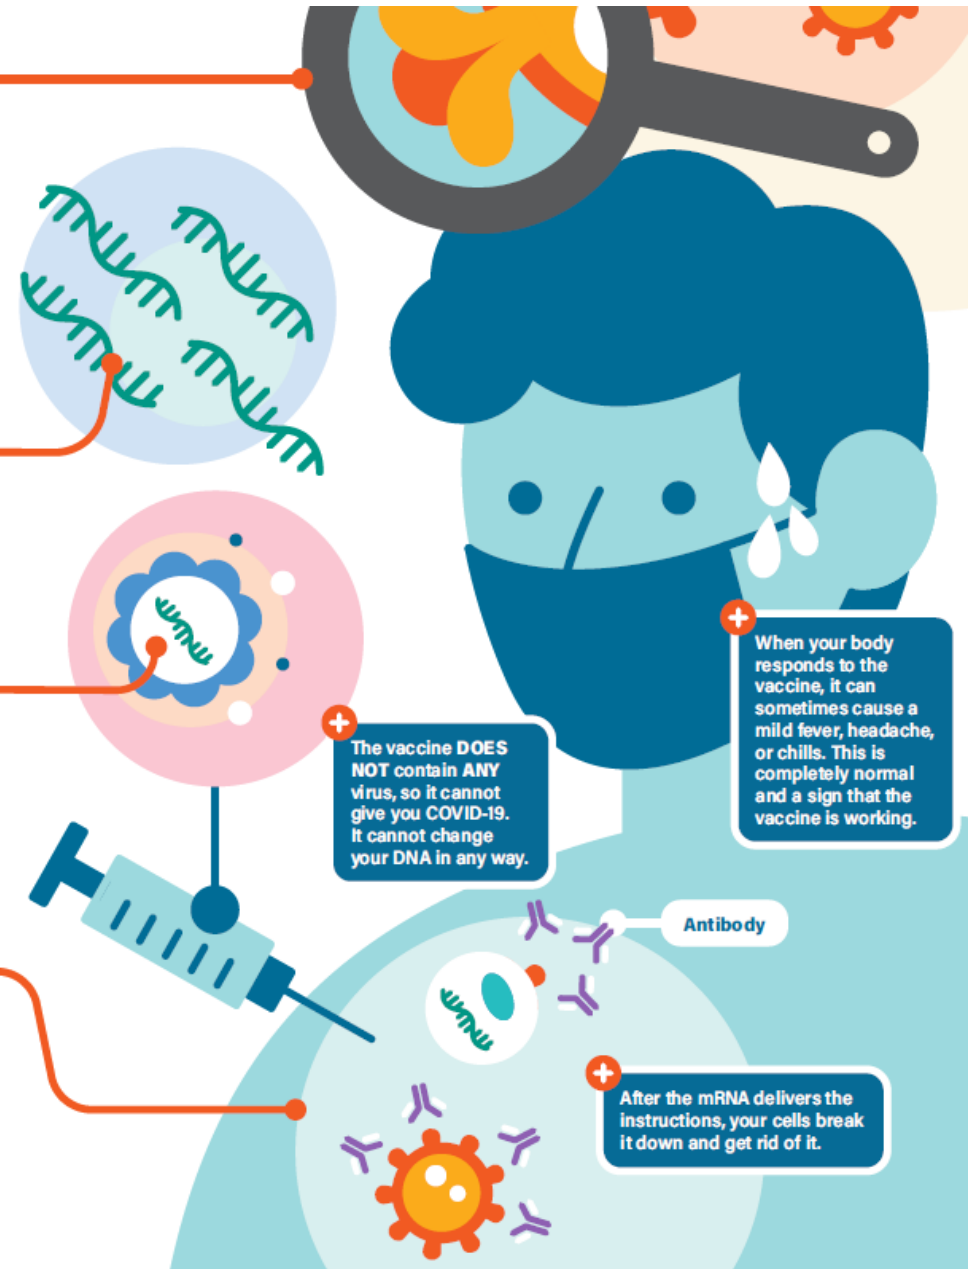 When your body
responds to the
vaccine, it can
sometimes cause a
mild fever, headache,
or chills. This is
completely normal
and a sign that the
vaccine is working.
The vaccine DOES
NOT contain ANY
virus, so it cannot
give you COVID-19.
It cannot change
your DNA in any way.
Antibody
After the mRNA delivers the
instructions, your cells break
it down and get rid of it.